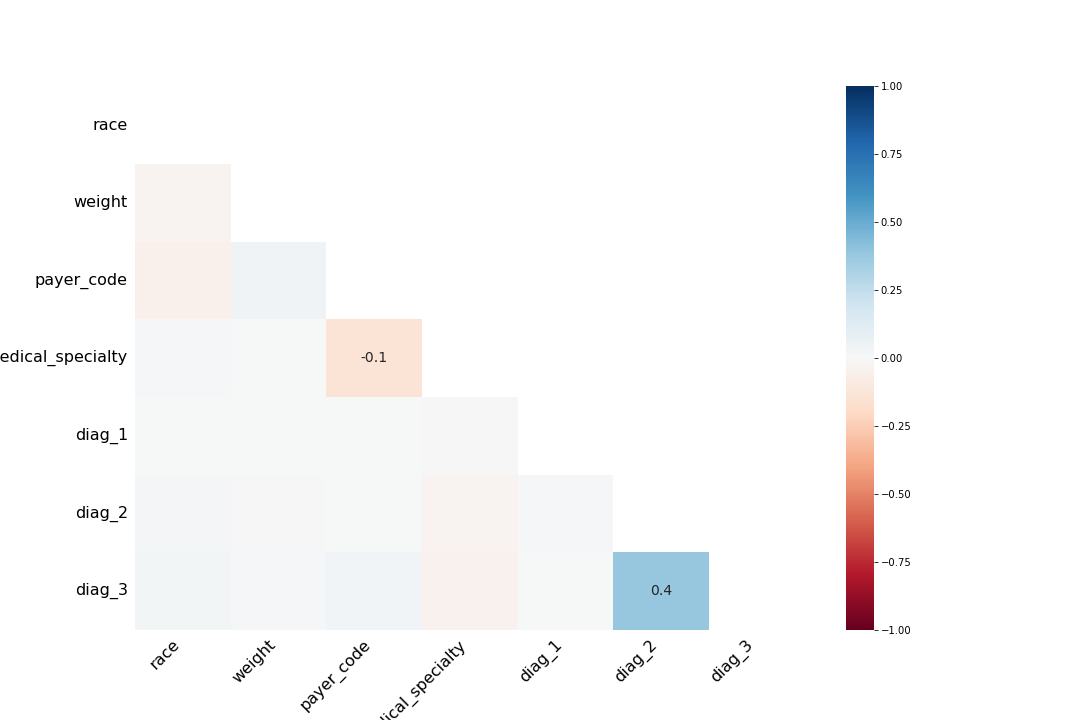 race
weight
payer_code
edical_specialty
diag_1
diag_2
diag_3
-0.1
0.4
race
weight
payer_code
dical_specialty
diag_1
diag_2
diag_3
1.00
0.75
0.50
0.25
0.00
−0.25
−0.50
−0.75
−1.00